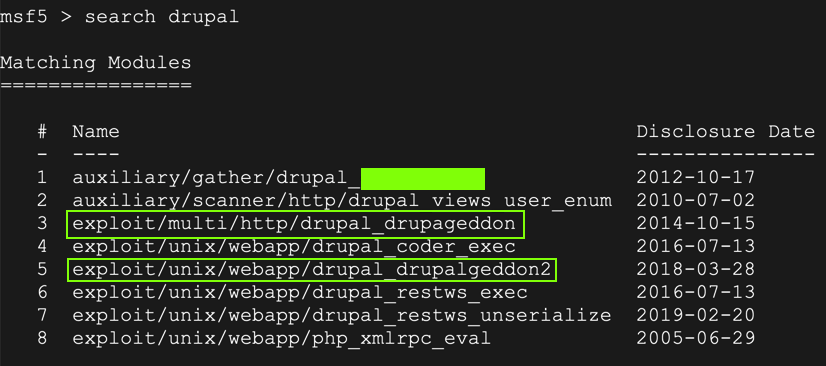 msf5 > search drupal
Matching Modules
================
# Name Disclosure Date
- ---- ---------------
1 auxiliary/gather/drupal_ 2012-10-17
2 auxiliary/scanner/http/drupal_views_user_enum 2010-07-02
3 exploit/multi/http/drupal_drupageddon 2014-10-15
4 exploit/unix/webapp/drupal_coder_exec 2016-07-13
5 exploit/unix/webapp/drupal_drupalgeddon2 2018-03-28
6 exploit/unix/webapp/drupal_restws_exec 2016-07-13
7 exploit/unix/webapp/drupal_restws_unserialize 2019-02-20
8 exploit/unix/webapp/php_xmlrpc_eval 2005-06-29